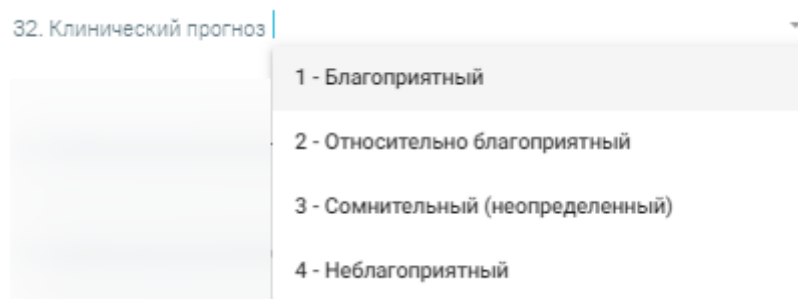 32. Клинический прогноз
1 - Благоприятный
2 - Относительно благоприятный
3 - Сомнительный (неопределенный)
4 - Неблагоприятный